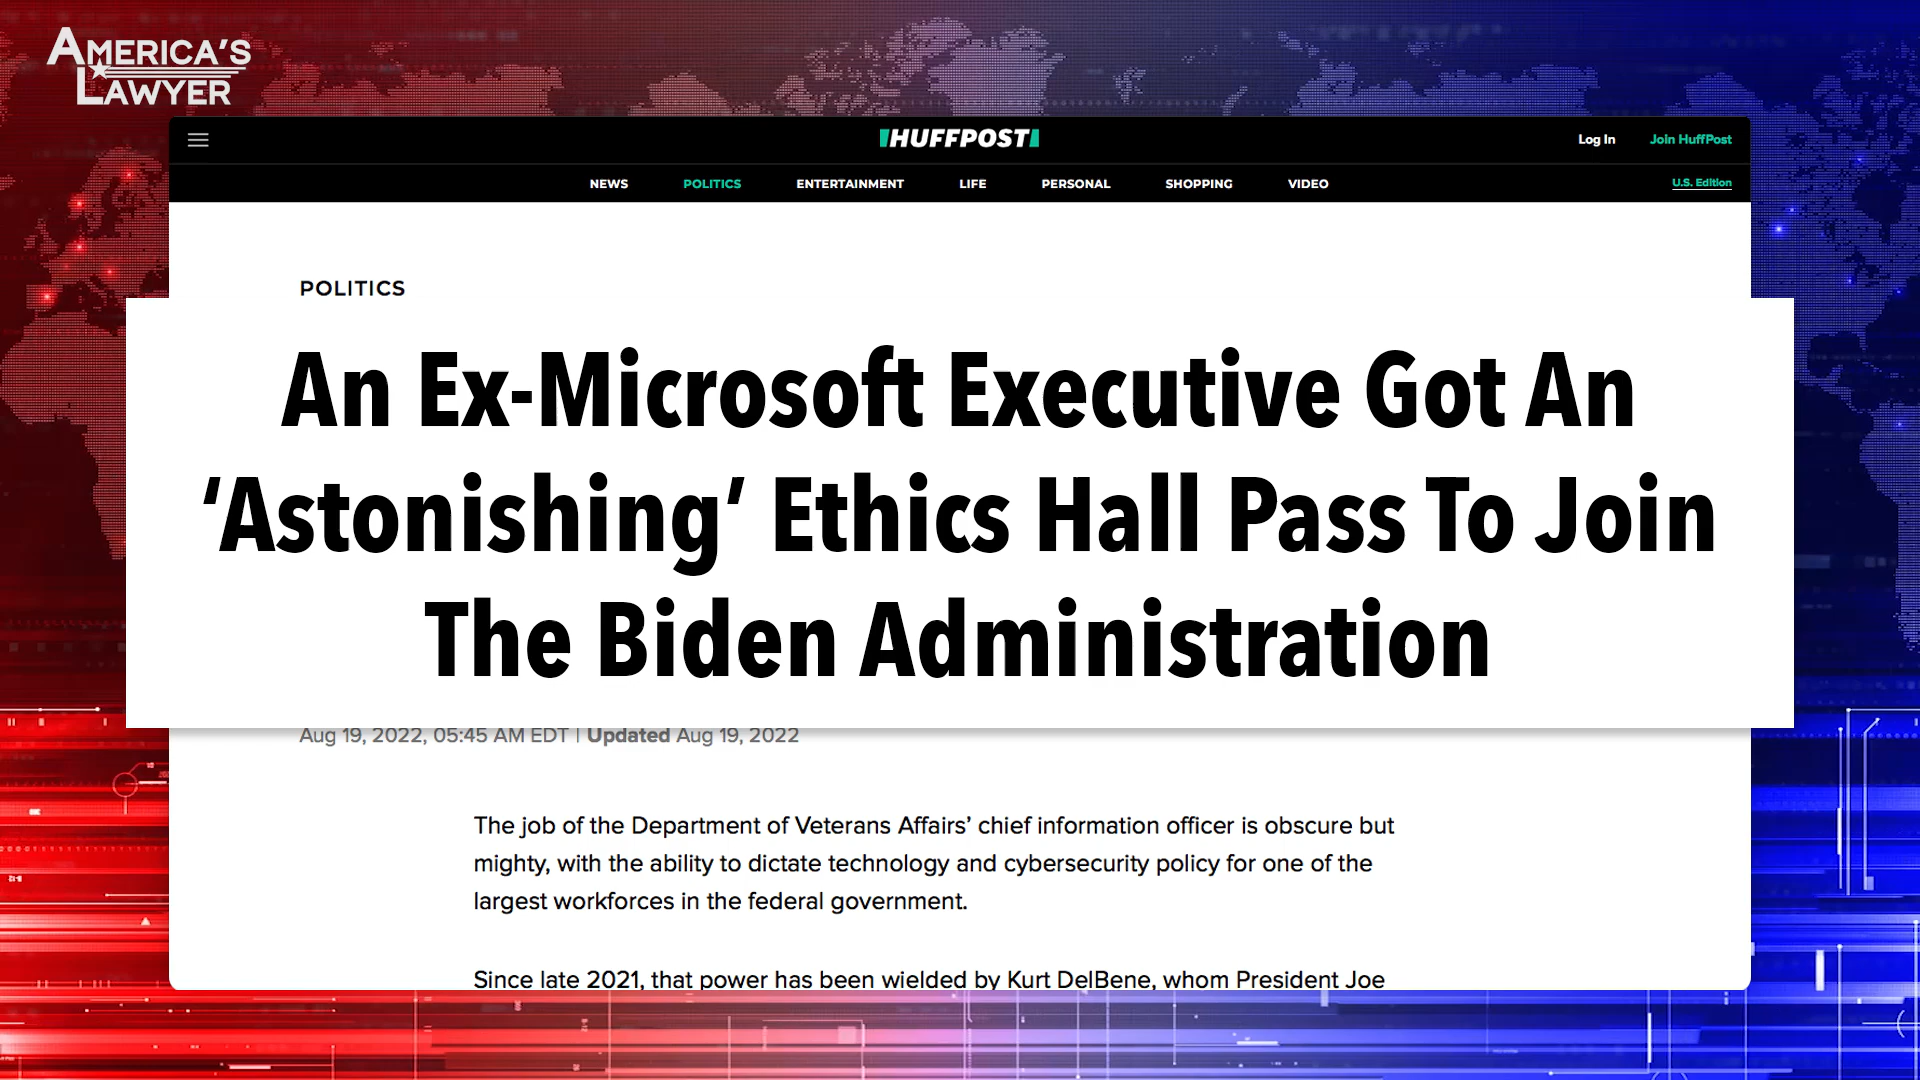 AMERICA'S
LAWYER
HUFFPOST
Log In
Join HuffPost
NEWS
POLITICS
ENTERTAINMENT
LIFE
PERSONAL
SHOPPING
VIDEO
U.S. Edition
POLITICS
An Ex-Microsoft Executive Got An
‘Astonishing’ Ethics Hall Pass To Join
The Biden Administration
Aug 19, 2022, 05:45 AM EDT | Updated Aug 19, 2022
The job of the Department of Veterans Affairs’ chief information officer is obscure but
mighty, with the ability to dictate technology and cybersecurity policy for one of the
largest workforces in the federal government.
Since late 2021, that power has been wielded by Kurt DelBene, whom President Joe